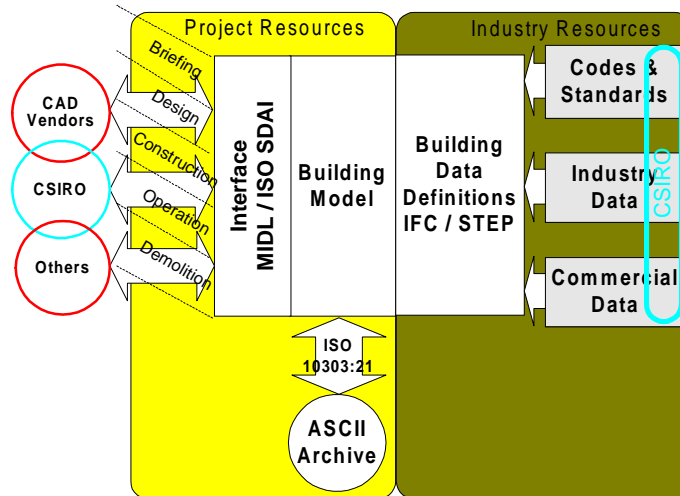 Project Resources
Industry Resources
Briefing
Design
Construction
Operation
Demolition
CAD
Vendors
CSIRO
Others
Interface
MIDL / ISO SDAI
Building
Model
Building
Data
Definitions
IFC / STEP
Codes &
Standards
Industry
Data
Commercial
Data
CSIRO
ISO
10303:21
ASCII
Archive